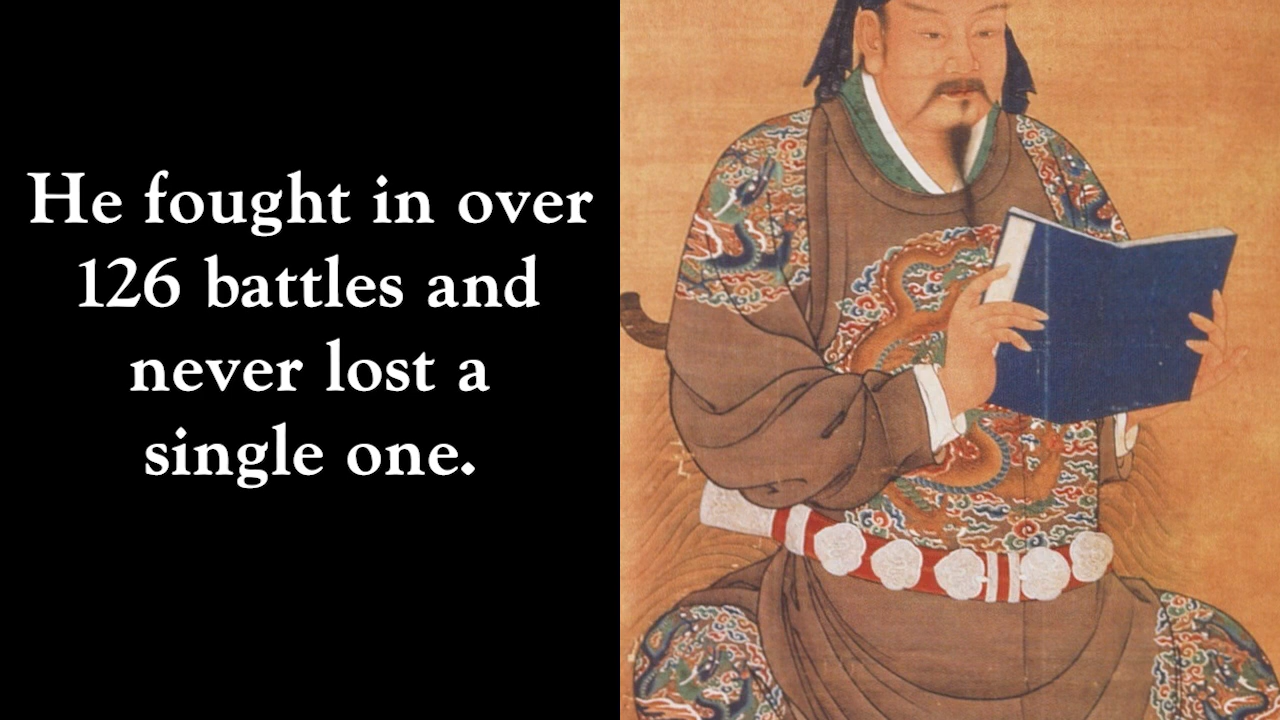 He fought in over
126 battles and
never lost a
single one.